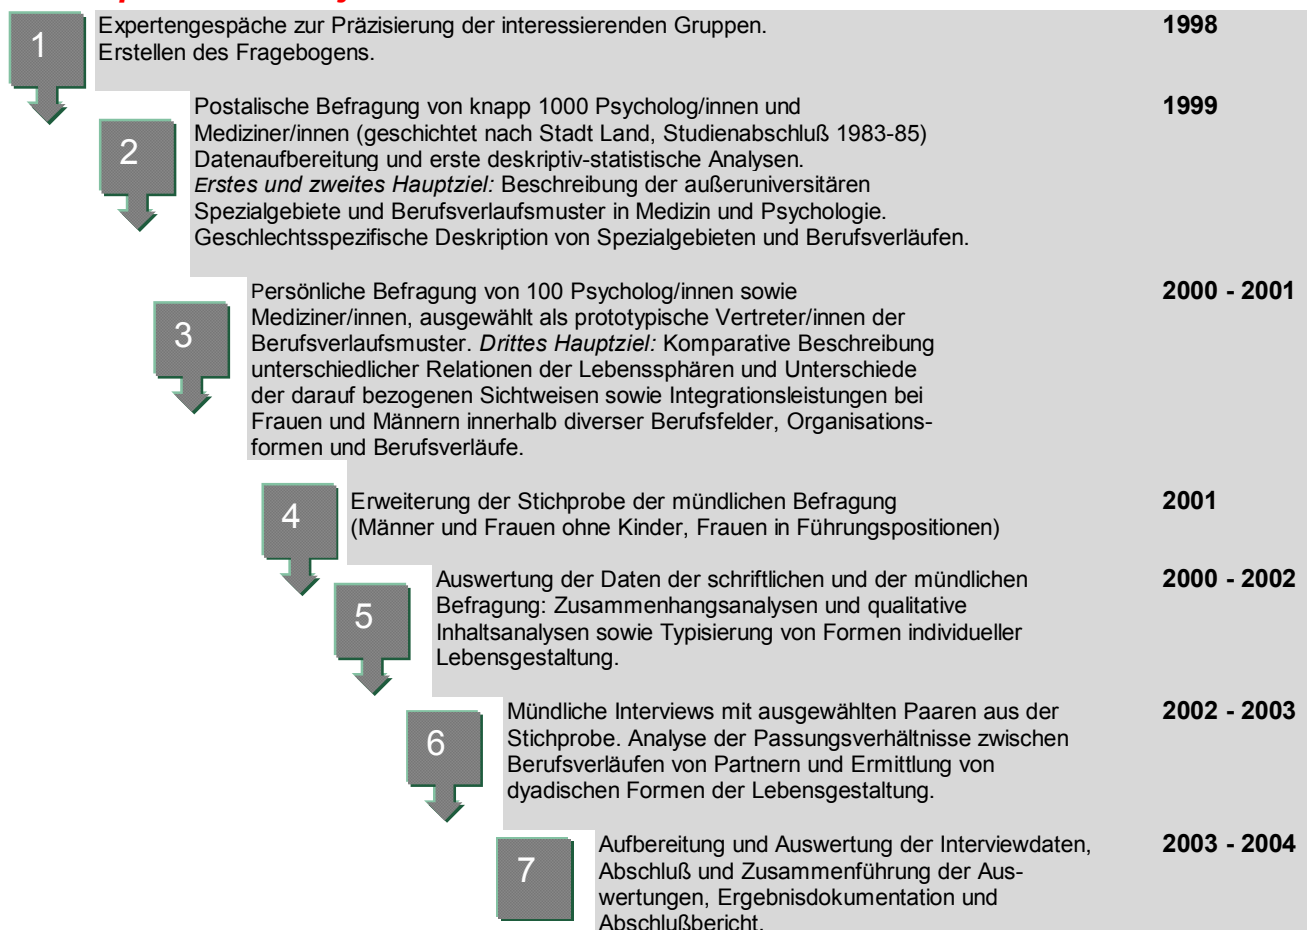 1
Expertengespäche zur Präzisierung der interessierenden Gruppen.
1998
Erstellen des Fragebogens.
2
Postalische Befragung von knapp 1000 Psycholog/innen und
1999
Mediziner/innen (geschichtet nach Stadt Land, Studienabschluß 1983-85)
Datenaufbereitung und erste deskriptiv-statistische Analysen.
Erstes und zweites Hauptziel: Beschreibung der außeruniversitären
Spezialgebiete und Berufsverlaufsmuster in Medizin und Psychologie.
Geschlechtsspezifische Deskription von Spezialgebieten und Berufsverläufen.
3
Persönliche Befragung von 100 Psycholog/innen sowie
2000 - 2001
Mediziner/innen, ausgewählt als prototypische Vertreter/innen der
Berufsverlaufsmuster. Drittes Hauptziel: Komparative Beschreibung
unterschiedlicher Relationen der Lebenssphären und Unterschiede
der darauf bezogenen Sichtweisen sowie Integrationsleistungen bei
Frauen und Männern innerhalb diverser Berufsfelder, Organisations-
formen und Berufsverläufe.
4
Erweiterung der Stichprobe der mündlichen Befragung
2001
(Männer und Frauen ohne Kinder, Frauen in Führungspositionen)
5
Auswertung der Daten der schriftlichen und der mündlichen
2000 - 2002
Befragung: Zusammenhangsanalysen und qualitative
Inhaltsanalysen sowie Typisierung von Formen individueller
Lebensgestaltung.
6
Mündliche Interviews mit ausgewählten Paaren aus der
2002 - 2003
Stichprobe. Analyse der Passungsverhältnisse zwischen
Berufsverläufen von Partnern und Ermittlung von
dyadischen Formen der Lebensgestaltung.
7
Aufbereitung und Auswertung der Interviewdaten,
2003 - 2004
Abschluß und Zusammenführung der Aus-
wertungen, Ergebnisdokumentation und
Abschlußbericht.